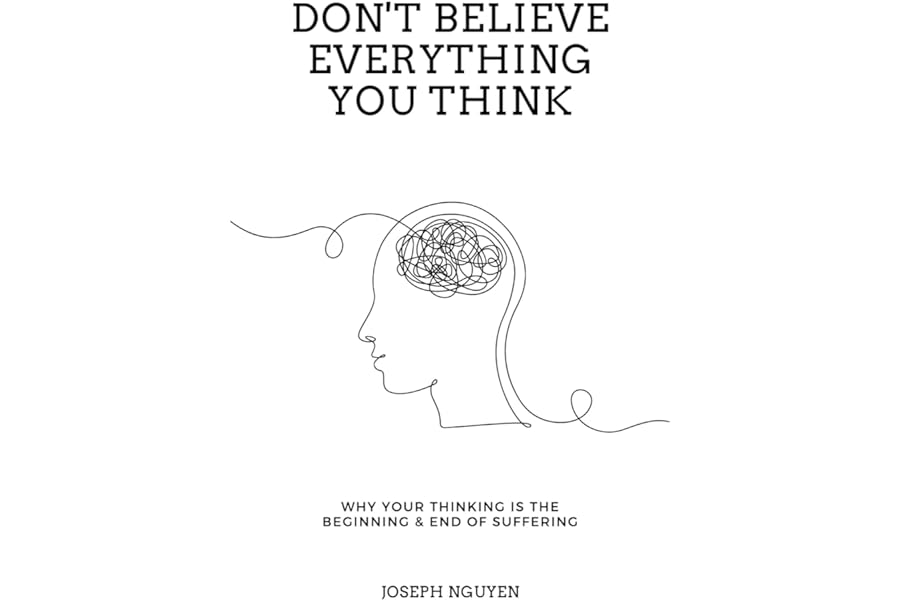 DON'T BELIEVE
EVERYTHING
YOU THINK
WHY YOUR THINKING IS THE
BEGINNING & END OF SUFFERING
JOSEPH NGUYEN